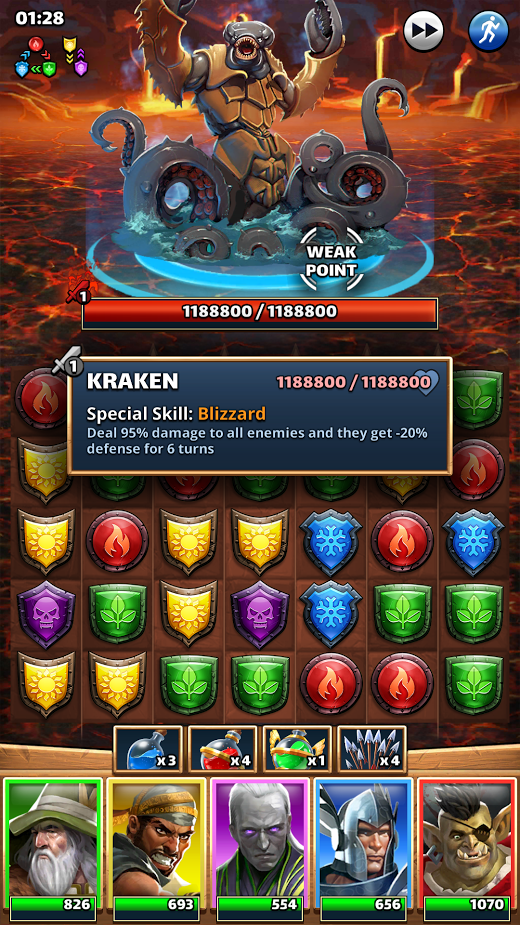 01:28
WEAK
POINT
1
1188800 / 1188800
1
KRAKEN
1188800 / 1188800
Special Skill: Blizzard
Deal 95% damage to all enemies and they get -20%
defense for 6 turns
x3
x4
x1
x4
826
693
554
656
1070